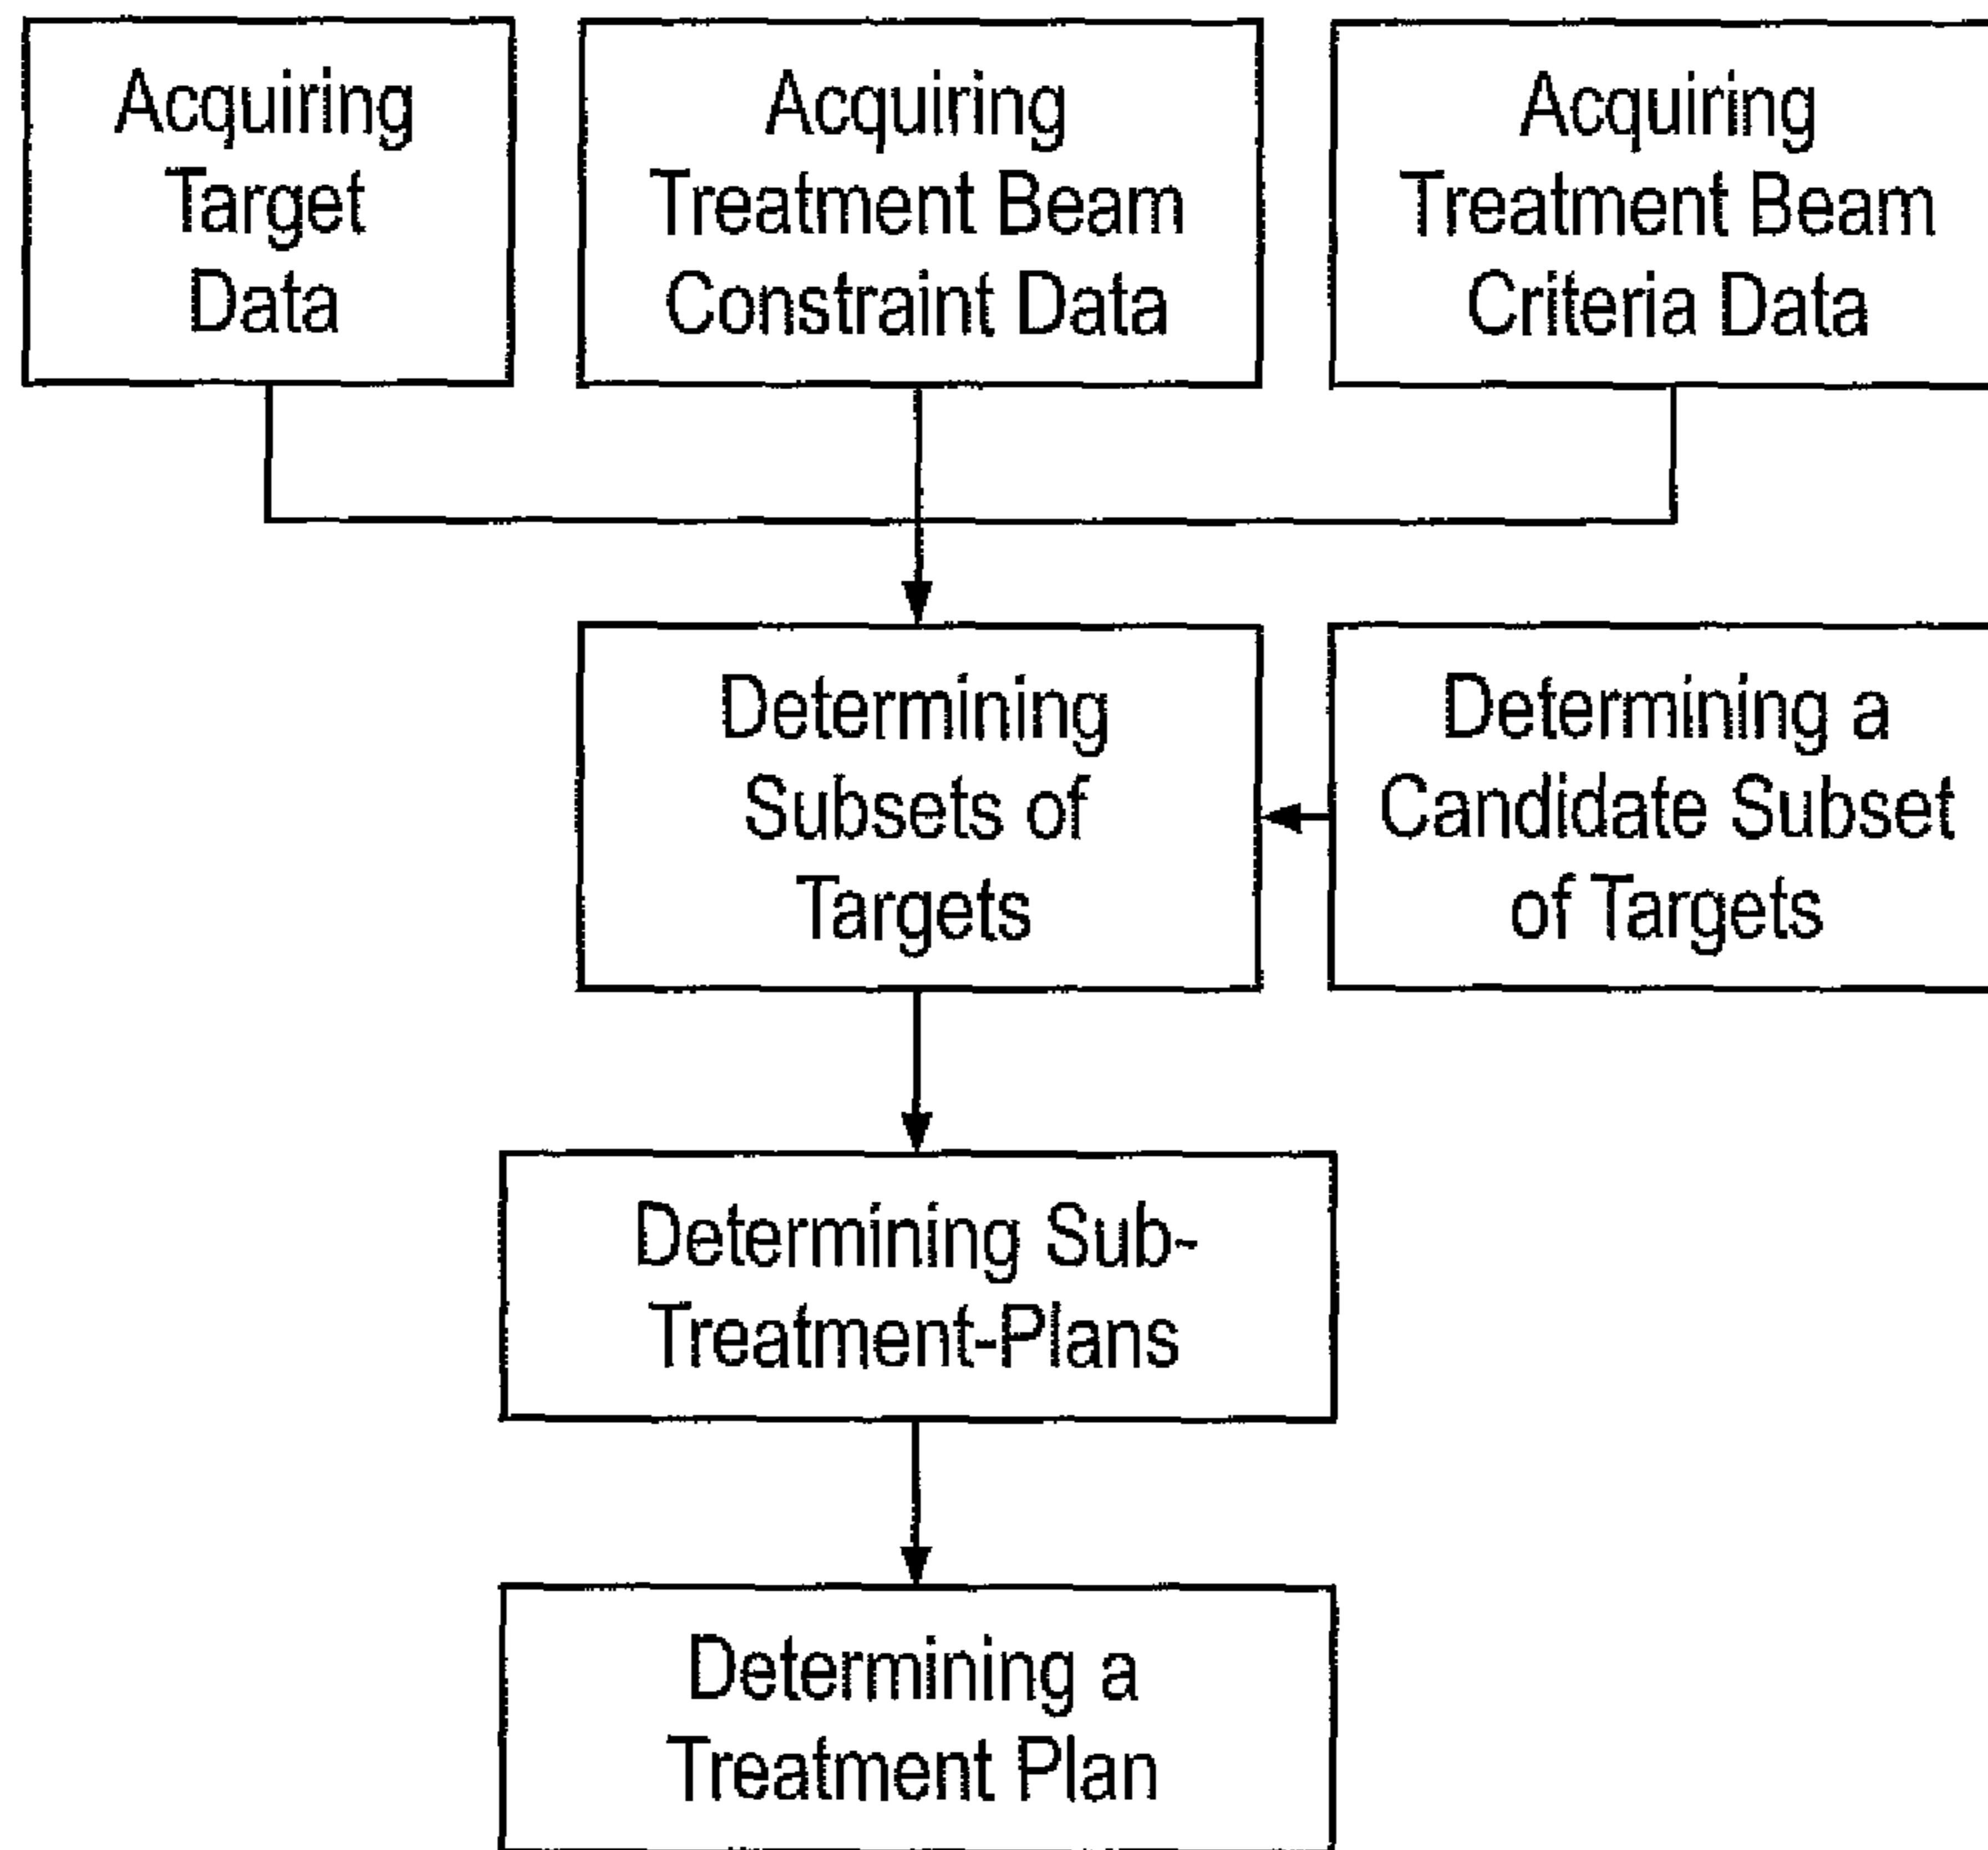 Acquiring
Target
Data
Acquiring
Treatment Beam
Constraint Data
Acquiring
Treatment Beam
Criteria Data
Determining
Subsets of
Targets
Determining a
Candidate Subset
of Targets
Determining Sub-
Treatment-Plans
Determining a
Treatment Plan